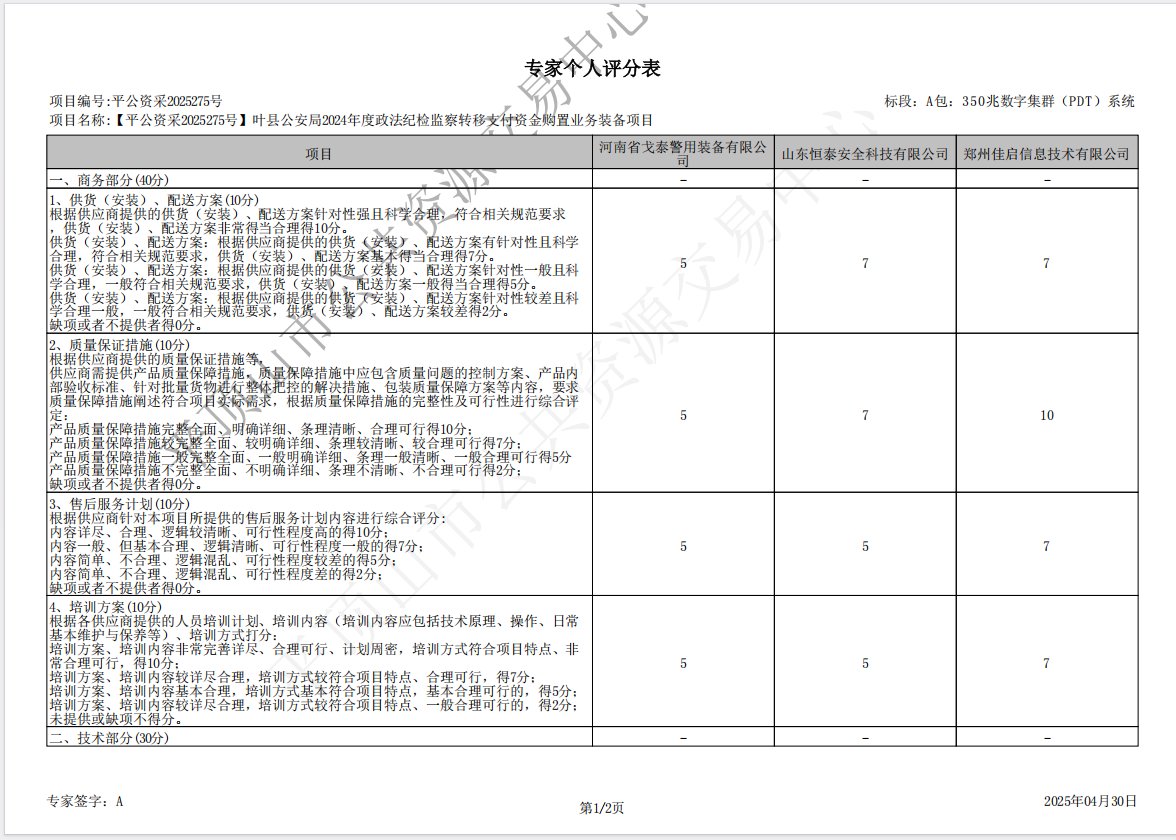 专家个人评分表
项目编号:平公资采2025275号
标段：A包：350兆数字集群（PDT）系统
项目名称:【平公资采2025275号】叶县公安局2024年度政法纪检监察转移支付资金购置业务装备项目
项目
河南省戈泰警用装备有限公
司
山东恒泰安全科技有限公司
郑州佳启信息技术有限公司
一、商务部分(40分)
－
－
－
1、供货（安装）、配送方案(10分)
根据供应商提供的供货（安装）、配送方案针对性强且科学合理，符合相关规范要求
，供货（安装）、配送方案非常得当合理得10分。
供货（安装）、配送方案；根据供应商提供的供货（安装）、配送方案有针对性且科学
合理，符合相关规范要求，供货（安装）、配送方案基本得当合理得7分。
供货（安装）、配送方案；根据供应商提供的供货（安装）、配送方案针对性一般且科
学合理，一般符合相关规范要求，供货（安装）、配送方案一般得当合理得5分。
供货（安装）、配送方案；根据供应商提供的供货（安装）、配送方案针对性较差且科
学合理一般，一般符合相关规范要求，供货（安装）、配送方案较差得2分。
缺项或者不提供者得0分。
5
7
7
2、质量保证措施(10分)
根据供应商提供的质量保证措施等，
供应商需提供产品质量保障措施，质量保障措施中应包含质量问题的控制方案、产品内
部验收标准、针对批量货物进行整体把控的解决措施、包装质量保障方案等内容，要求
质量保障措施阐述符合项目实际需求，根据质量保障措施的完整性及可行性进行综合评
定：
产品质量保障措施完整全面、明确详细、条理清晰、合理可行得10分；
产品质量保障措施较完整全面、较明确详细、条理较清晰、较合理可行得7分；
产品质量保障措施一般完整全面、一般明确详细、条理一般清晰、一般合理可行得5分
产品质量保障措施不完整全面、不明确详细、条理不清晰、不合理可行得2分；
缺项或者不提供者得0分。
5
7
10
3、售后服务计划(10分)
根据供应商针对本项目所提供的售后服务计划内容进行综合评分：
内容详尽、合理、逻辑较清晰、可行性程度高的得10分；
内容一般、但基本合理、逻辑清晰、可行性程度一般的得7分；
内容简单、不合理、逻辑混乱、可行性程度较差的得5分；
内容简单、不合理、逻辑混乱、可行性程度差的得2分；
缺项或者不提供者得0分。
5
5
7
4、培训方案(10分)
根据各供应商提供的人员培训计划、培训内容（培训内容应包括技术原理、操作、日常
基本维护与保养等）、培训方式打分：
培训方案、培训内容非常完善详尽、合理可行、计划周密，培训方式符合项目特点、非
常合理可行，得10分；
培训方案、培训内容较详尽合理，培训方式较符合项目特点、合理可行，得7分；
培训方案、培训内容基本合理，培训方式基本符合项目特点，基本合理可行的，得5分；
培训方案、培训内容较详尽合理，培训方式较符合项目特点、一般合理可行的，得2分；
未提供或缺项不得分。
5
5
7
二、技术部分(30分)
－
－
－
专家签字：A
第1/2页
2025年04月30日
平顶山市公共资源交易中心
平顶山市公共资源交易中心